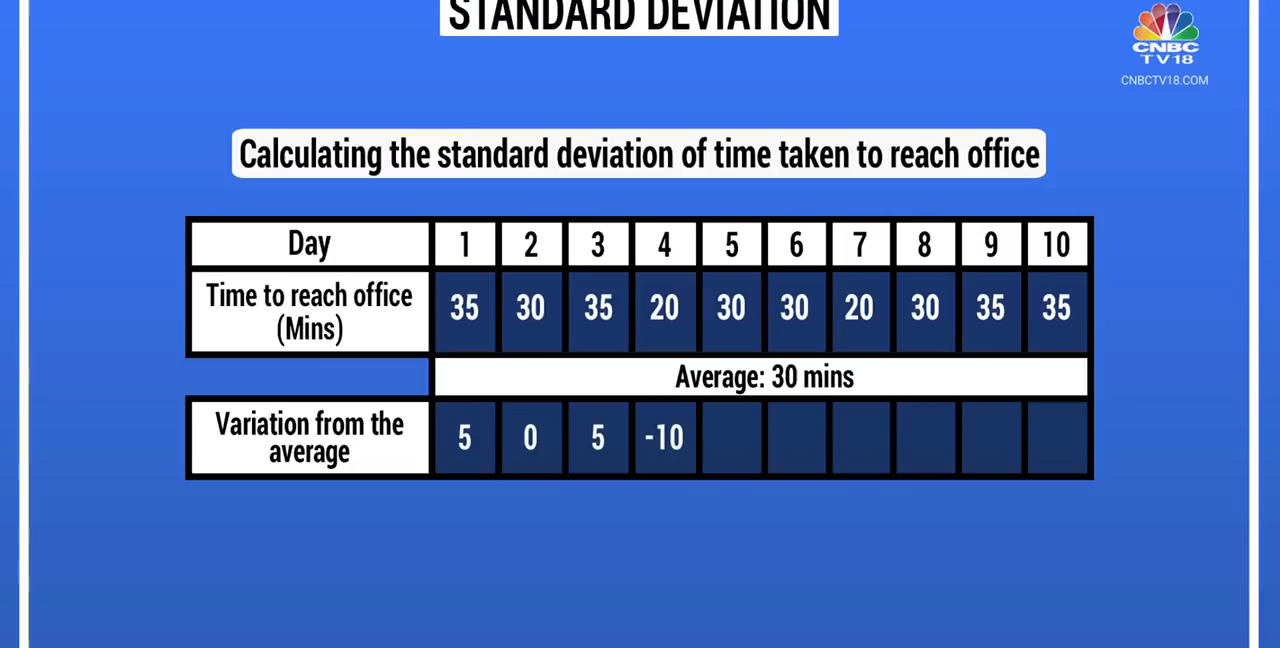 STANDARD DEVIATION
CNBC
TV18
CNBCTV18.COM
Calculating the standard deviation of time taken to reach office
Day 1 2 3 4 5 6 7 8 9 10
Time to reach office
(Mins) 35 30 35 20 30 30 20 30 35 35
Average: 30 mins
Variation from the
average 5 0 5 -10